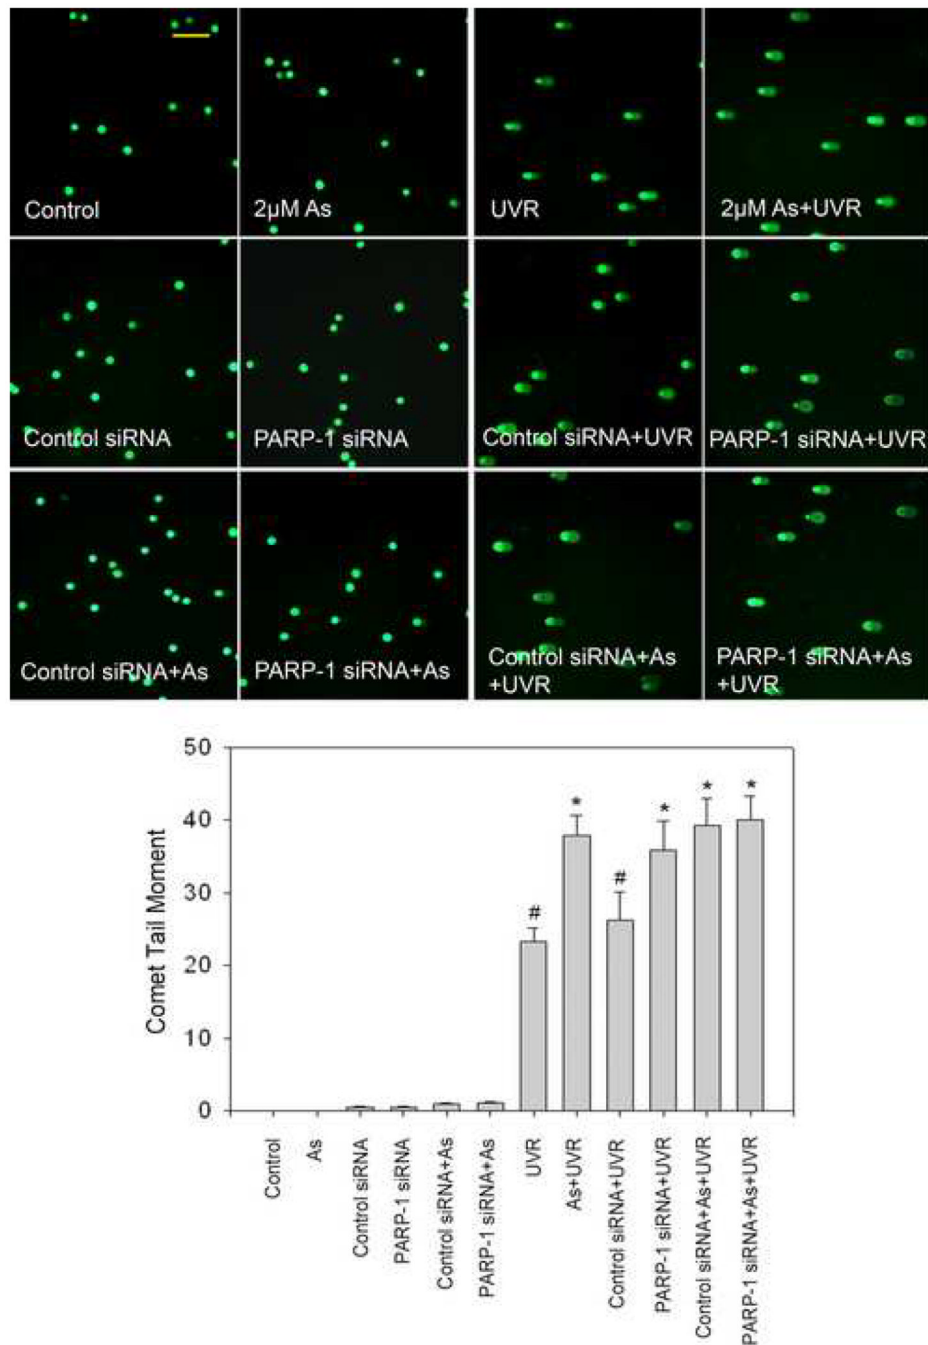 Control
2µM As
UVR
2µM As+UVR
Control siRNA
PARP-1 siRNA
Control siRNA+UVR
PARP-1 siRNA+UVR
Control siRNA+As
PARP-1 siRNA+As
Control siRNA+As
+UVR
PARP-1 siRNA+As
+UVR
50
40
30
20
10
0
Comet Tail Moment
*
*
*
*
#
#
Control
As
Control siRNA
PARP-1 siRNA
Control siRNA+As
PARP-1 siRNA+As
UVR
As+UVR
Control siRNA+UVR
PARP-1 siRNA+UVR
Control siRNA+As+UVR
PARP-1 siRNA+As+UVR